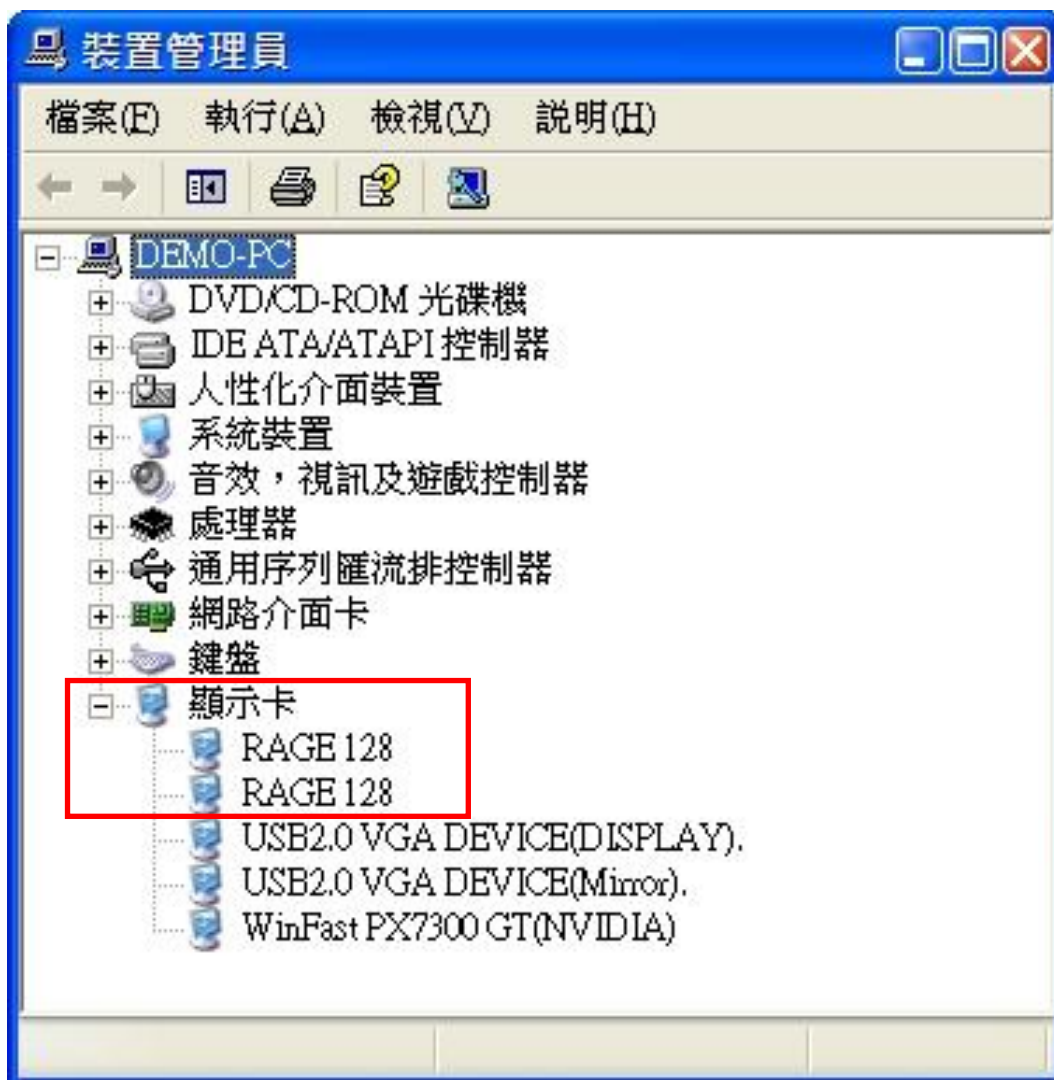 裝置管理員
檔案(F) 執行(A) 檢視(V) 說明(H)
DEMO-PC
DVD/CD-ROM 光碟機
IDE ATA/ATAPI 控制器
人性化介面裝置
系統裝置
音效，視訊及遊戲控制器
處理器
通用序列匯流排控制器
網路介面卡
鍵盤
顯示卡
RAGE 128
RAGE 128
USB2.0 VGA DEVICE(DISPLAY).
USB2.0 VGA DEVICE(Mirror).
WinFast PX7300 GT(NVIDIA)